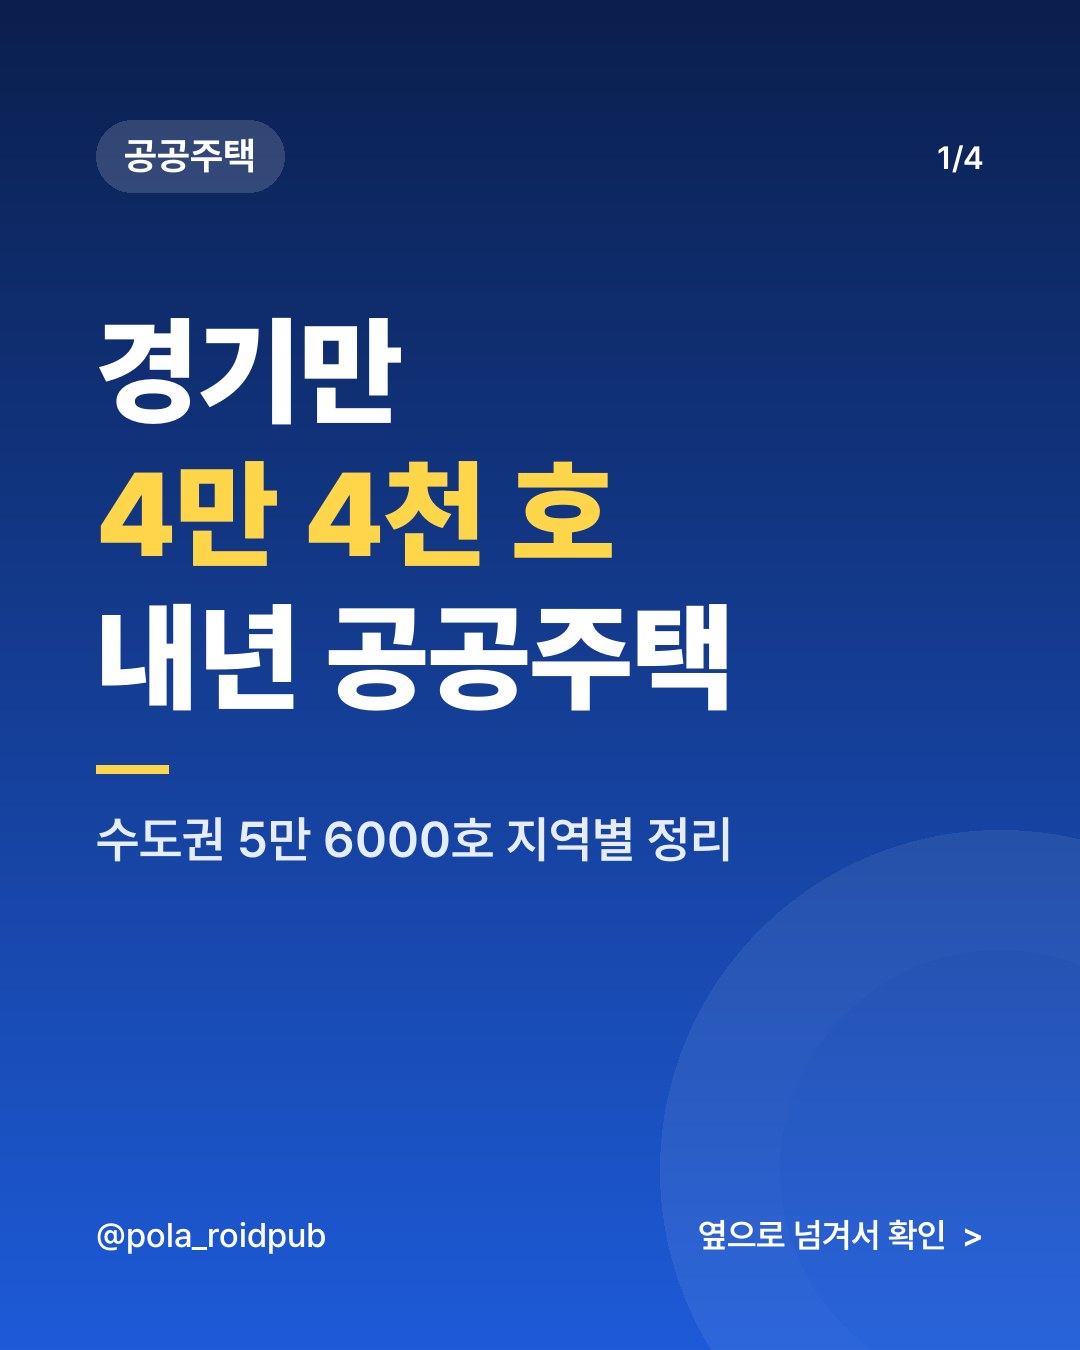 공공주택
1/4
경기만
4만 4천 호
내년 공공주택
수도권 5만 6000호 지역별 정리
@pola_roidpub
옆으로 넘겨서 확인 >